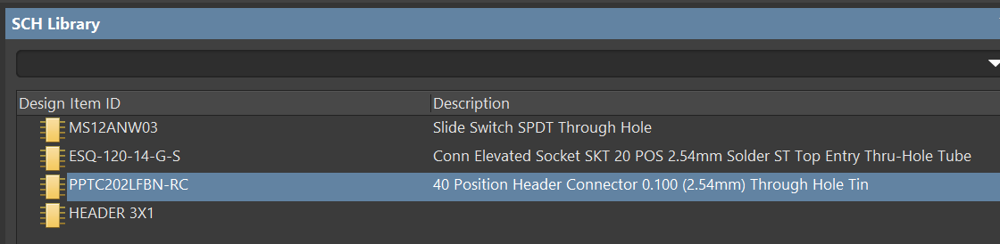 SCH Library
Design Item ID Description
MS12ANW03 Slide Switch SPDT Through Hole
ESQ-120-14-G-S Conn Elevated Socket SKT 20 POS 2.54mm Solder ST Top Entry Thru-Hole Tube
PPTC202LFBN-RC 40 Position Header Connector 0.100 (2.54mm) Through Hole Tin
HEADER 3X1